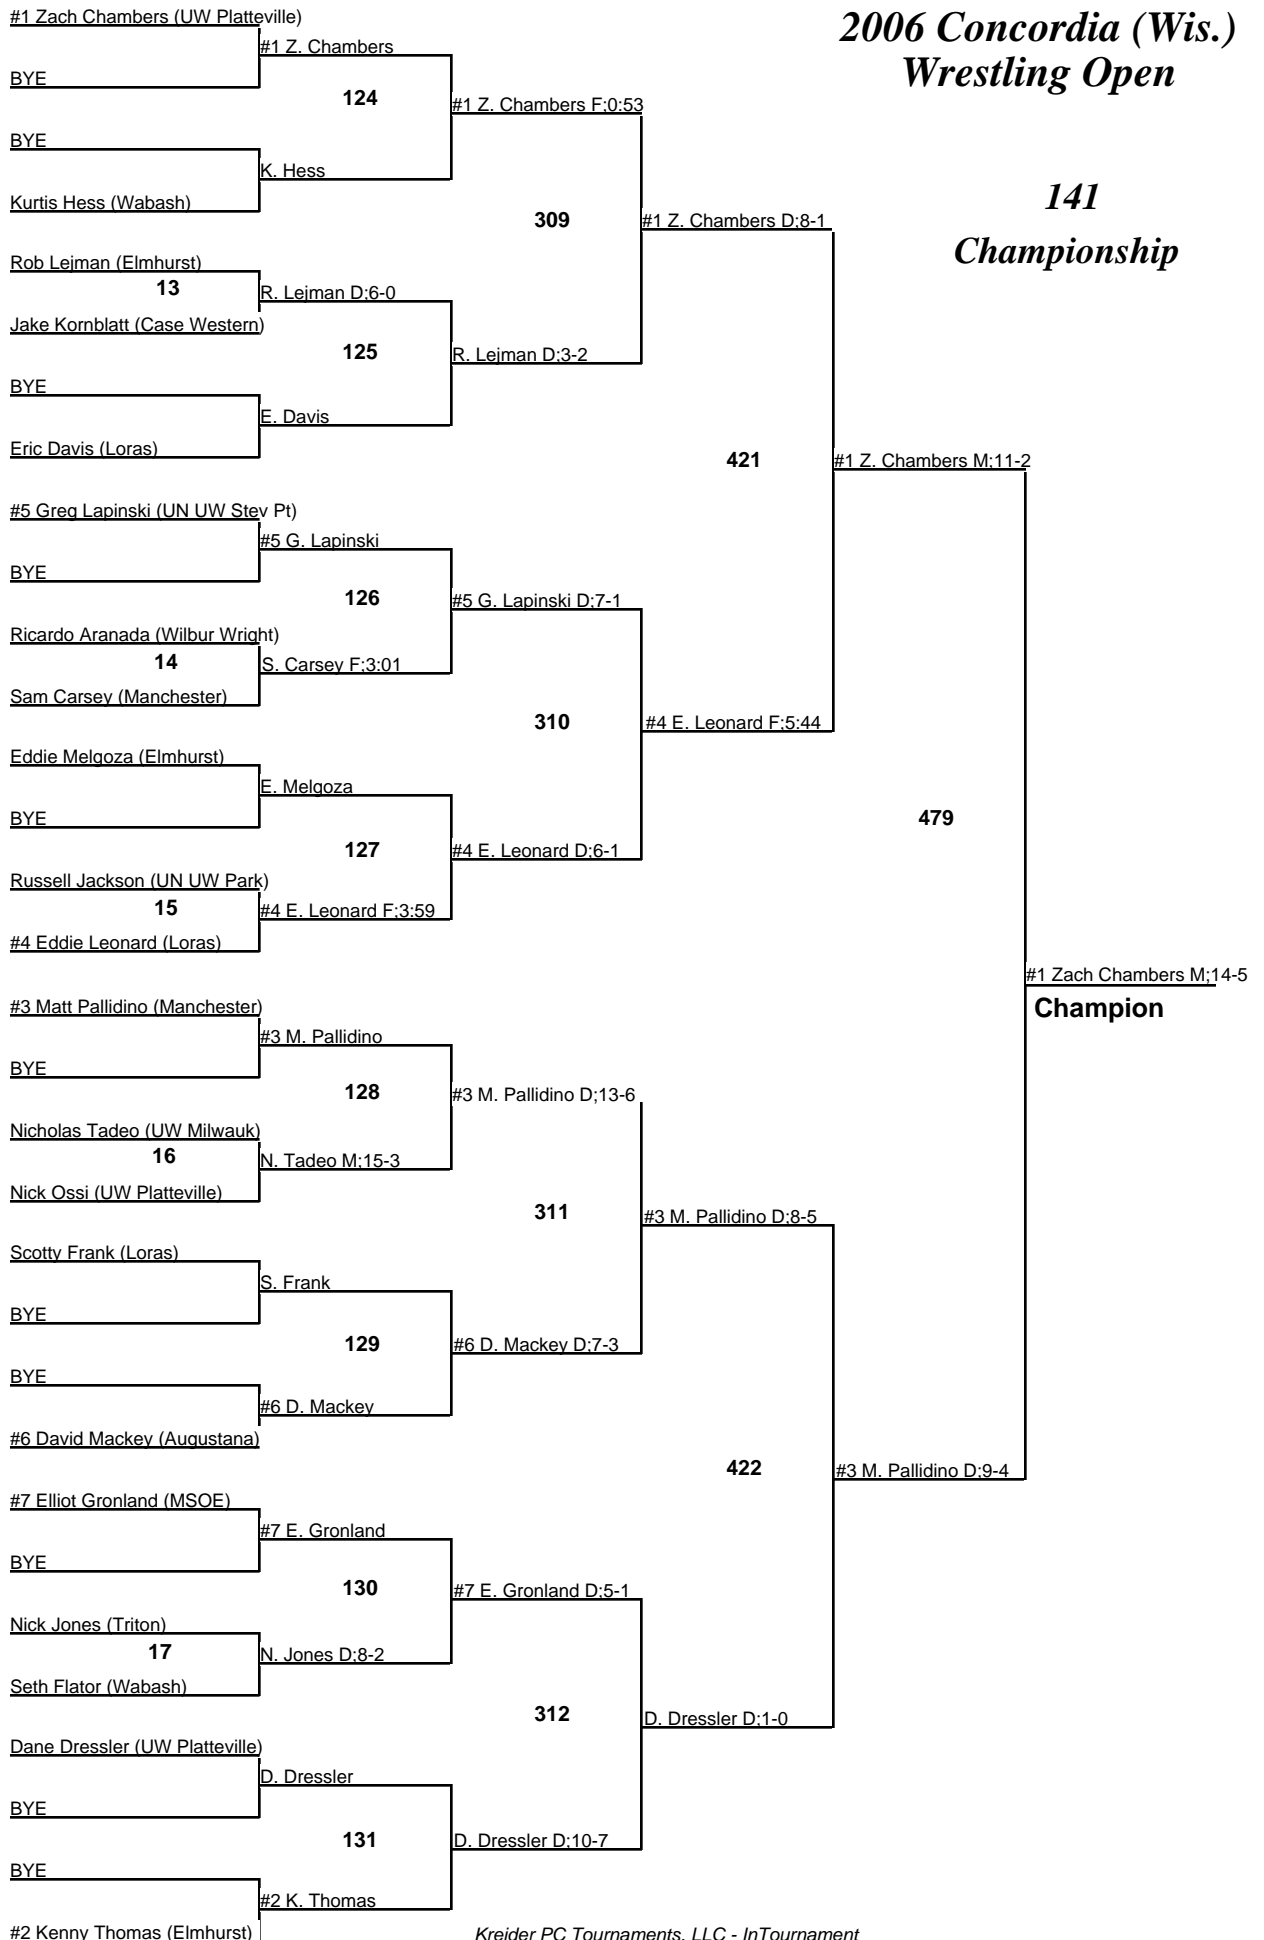 2006 Concordia (Wis.)
Wrestling Open
141
Championship
#1 Zach Chambers (UW Platteville)
#1 Z. Chambers
BYE
124
#1 Z. Chambers F;0:53
BYE
K. Hess
Kurtis Hess (Wabash)
309
#1 Z. Chambers D;8-1
Rob Lejman (Elmhurst)
13
R. Lejman D;6-0
Jake Kornblatt (Case Western)
125
R. Lejman D;3-2
BYE
E. Davis
Eric Davis (Loras)
421
#1 Z. Chambers M;11-2
#5 Greg Lapinski (UN UW Stev Pt)
#5 G. Lapinski
BYE
126
#5 G. Lapinski D;7-1
Ricardo Aranada (Wilbur Wright)
14
S. Carsey F;3:01
Sam Carsey (Manchester)
310
#4 E. Leonard F;5:44
Eddie Melgoza (Elmhurst)
E. Melgoza
BYE
479
127
#4 E. Leonard D;6-1
Russell Jackson (UN UW Park)
15
#4 E. Leonard F;3:59
#4 Eddie Leonard (Loras)
#1 Zach Chambers M;14-5
Champion
#3 Matt Pallidino (Manchester)
#3 M. Pallidino
BYE
128
#3 M. Pallidino D;13-6
Nicholas Tadeo (UW Milwauk)
16
N. Tadeo M;15-3
Nick Ossi (UW Platteville)
311
#3 M. Pallidino D;8-5
Scotty Frank (Loras)
S. Frank
BYE
129
#6 D. Mackey D;7-3
BYE
#6 D. Mackey
#6 David Mackey (Augustana)
422
#3 M. Pallidino D;9-4
#7 Elliot Gronland (MSOE)
#7 E. Gronland
BYE
130
#7 E. Gronland D;5-1
Nick Jones (Triton)
17
N. Jones D;8-2
Seth Flator (Wabash)
312
D. Dressler D;1-0
Dane Dressler (UW Platteville)
D. Dressler
BYE
131
D. Dressler D;10-7
BYE
#2 K. Thomas
#2 Kenny Thomas (Elmhurst)
Kreider PC Tournaments, LLC - InTournament